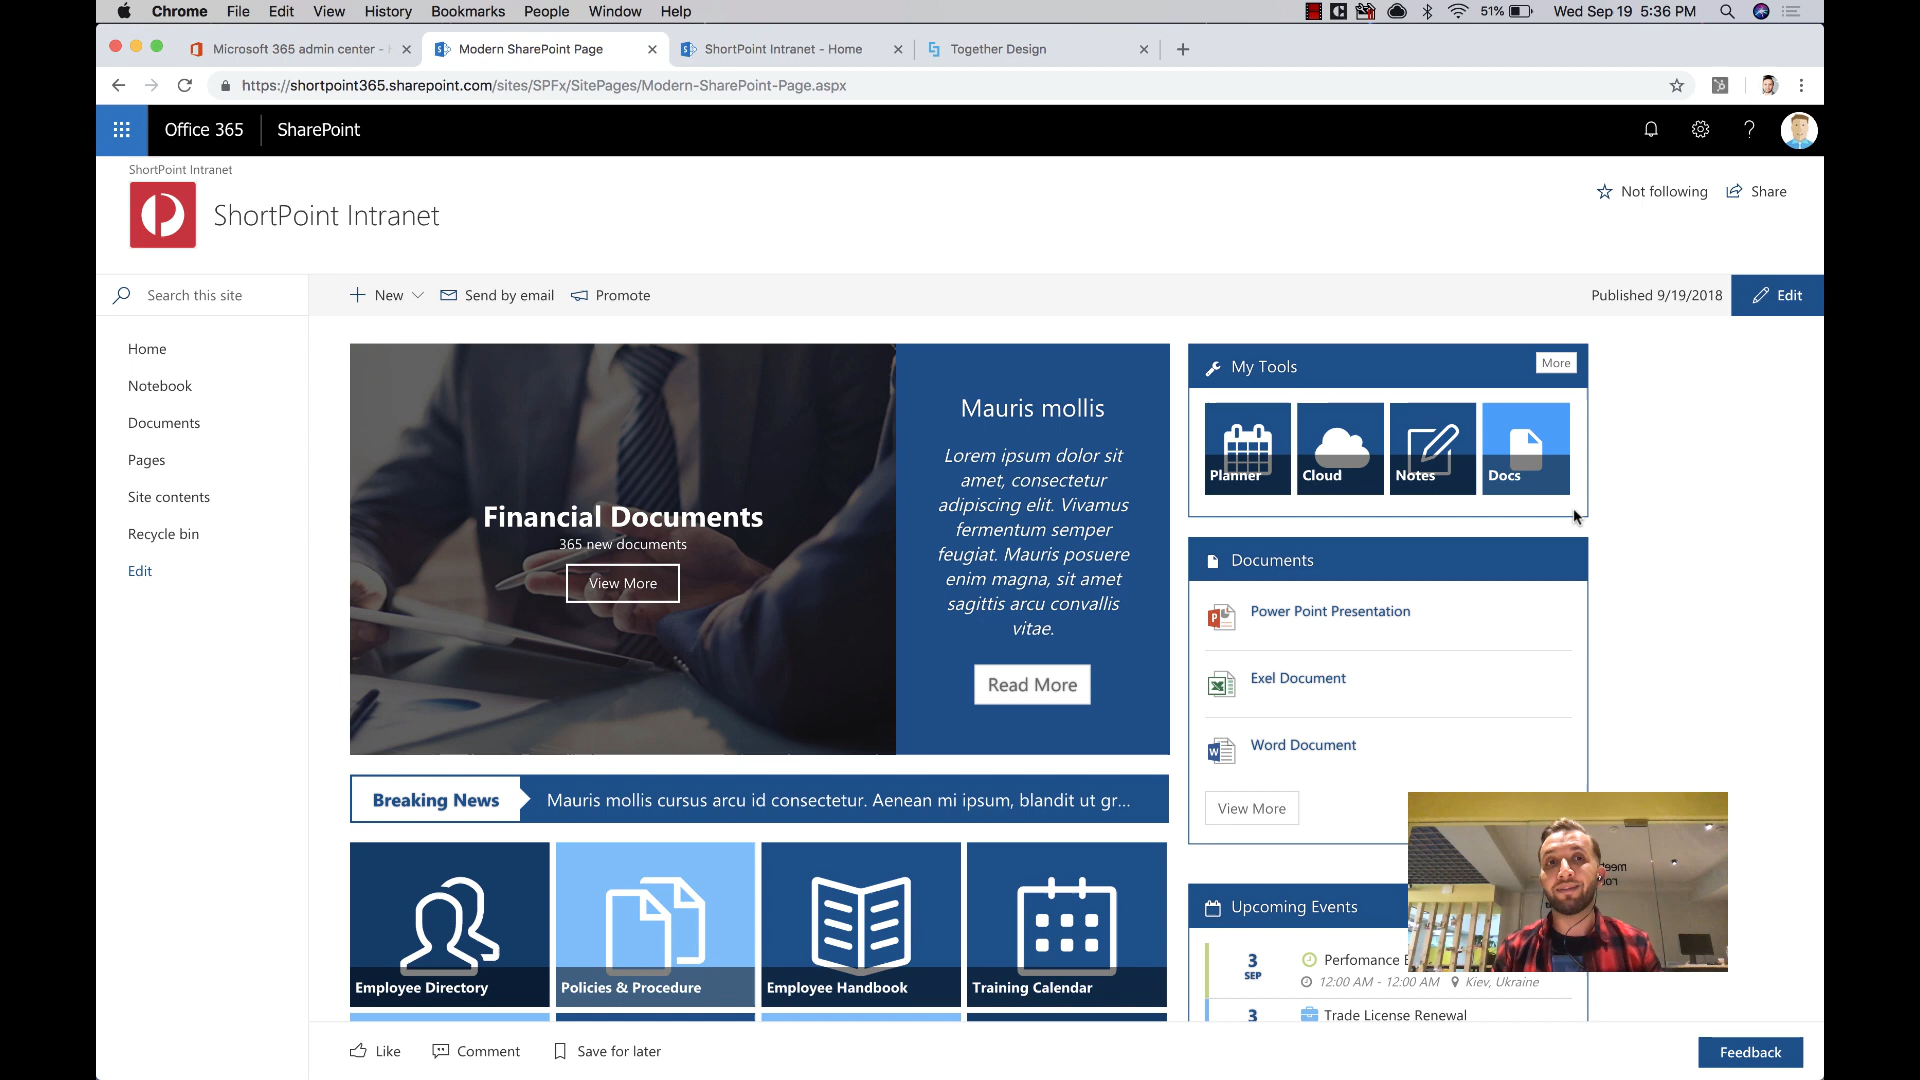 Chrome File Edit View History Bookmarks People Window Help 51% Wed Sep 19 5:36 PM
Microsoft 365 admin center - Modern SharePoint Page ShortPoint Intranet - Home Together Design
https://shortpoint365.sharepoint.com/sites/SPFx/SitePages/Modern-SharePoint-Page.aspx
Office 365 SharePoint ?
ShortPoint Intranet
ShortPoint Intranet
Not following Share
Search this site
New Send by email Promote Published 9/19/2018 Edit
Home
Notebook
Documents
Pages
Site contents
Recycle bin
Edit
Financial Documents
365 new documents
View More
Mauris mollis
Lorem ipsum dolor sit
amet, consectetur
adipiscing elit. Vivamus
fermentum semper
feugiat. Mauris posuere
enim magna, sit amet
sagittis arcu convallis
vitae.
Read More
My Tools More
Planner Cloud Notes Docs
Documents
Power Point Presentation
Exel Document
Word Document
View More
Breaking News Mauris mollis cursus arcu id consectetur. Aenean mi ipsum, blandit ut gr...
Employee Directory Policies & Procedure Employee Handbook Training Calendar
Upcoming Events
3
SEP
Perfomance
12:00 AM - 12:00 AM Kiev, Ukraine
3
Trade License Renewal
Like Comment Save for later
Feedback